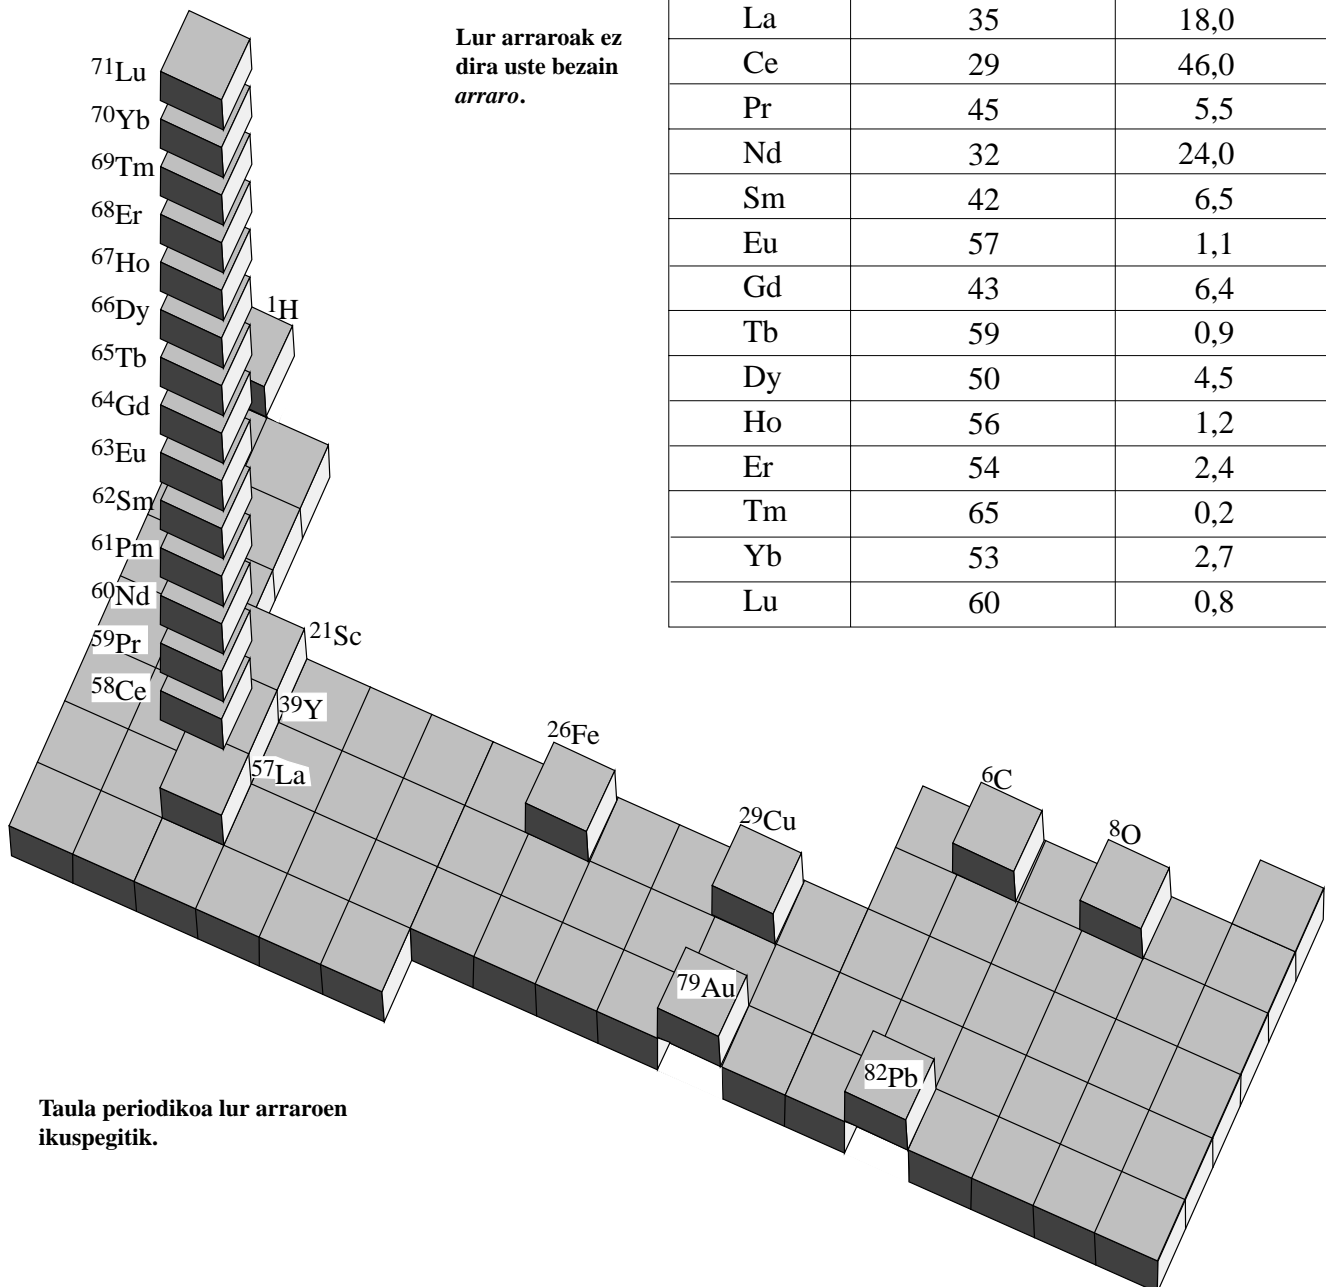 Lur arraroak ez
dira uste bezain
arraro.
La 35 18,0
Ce 29 46,0
Pr 45 5,5
Nd 32 24,0
Sm 42 6,5
Eu 57 1,1
Gd 43 6,4
Tb 59 0,9
Dy 50 4,5
Ho 56 1,2
Er 54 2,4
Tm 65 0,2
Yb 53 2,7
Lu 60 0,8
71Lu
70Yb
69Tm
68Er
67Ho
66Dy
1H
65Tb
64Gd
63Eu
62Sm
61Pm
60Nd
59Pr
21Sc
58Ce
39Y
57La
26Fe
29Cu
6C
8O
79Au
82Pb
Taula periodikoa lur arraroen
ikuspegitik.